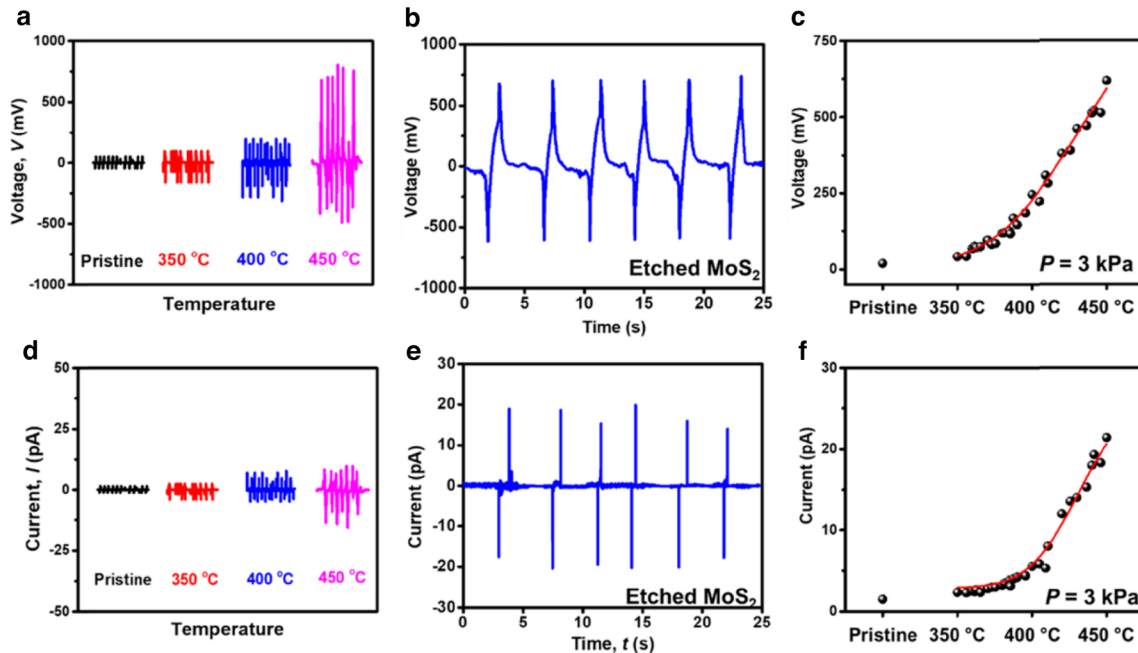 a
1000
500
0
-500
-1000
Voltage, V (mV)
Pristine 350 °C 400 °C 450 °C
Temperature
b
1000
500
0
-500
-1000
Voltage (mV)
Etched MoS₂
0 5 10 15 20 25
Time (s)
c
750
500
250
0
Voltage (mV)
P = 3 kPa
Pristine 350 °C 400 °C 450 °C
d
50
25
0
-25
-50
Current, I (pA)
Pristine 350 °C 400 °C 450 °C
Temperature
e
30
20
10
0
-10
-20
-30
Current (pA)
Etched MoS₂
0 5 10 15 20 25
Time, t (s)
f
30
20
10
0
Current (pA)
P = 3 kPa
Pristine 350 °C 400 °C 450 °C